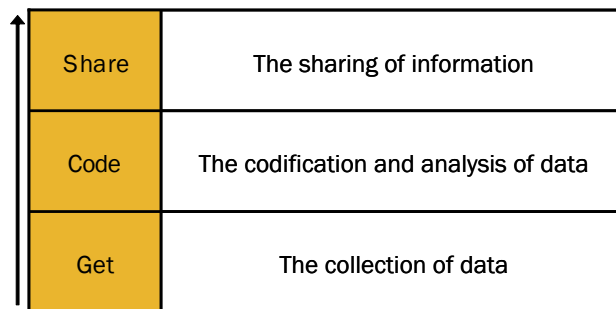 Share The sharing of information
Code The codification and analysis of data
Get The collection of data